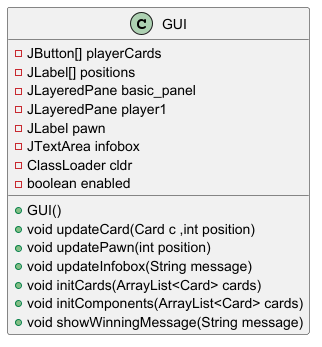 C GUI
JButton[] playerCards
JLabel[] positions
JLayeredPane basic_panel
JLayeredPane player1
JLabel pawn
JTextArea infobox
ClassLoader cldr
boolean enabled
GUI()
void updateCard(Card c ,int position)
void updatePawn(int position)
void updateInfobox(String message)
void initCards(ArrayList<Card> cards)
void initComponents(ArrayList<Card> cards)
void showWinningMessage(String message)